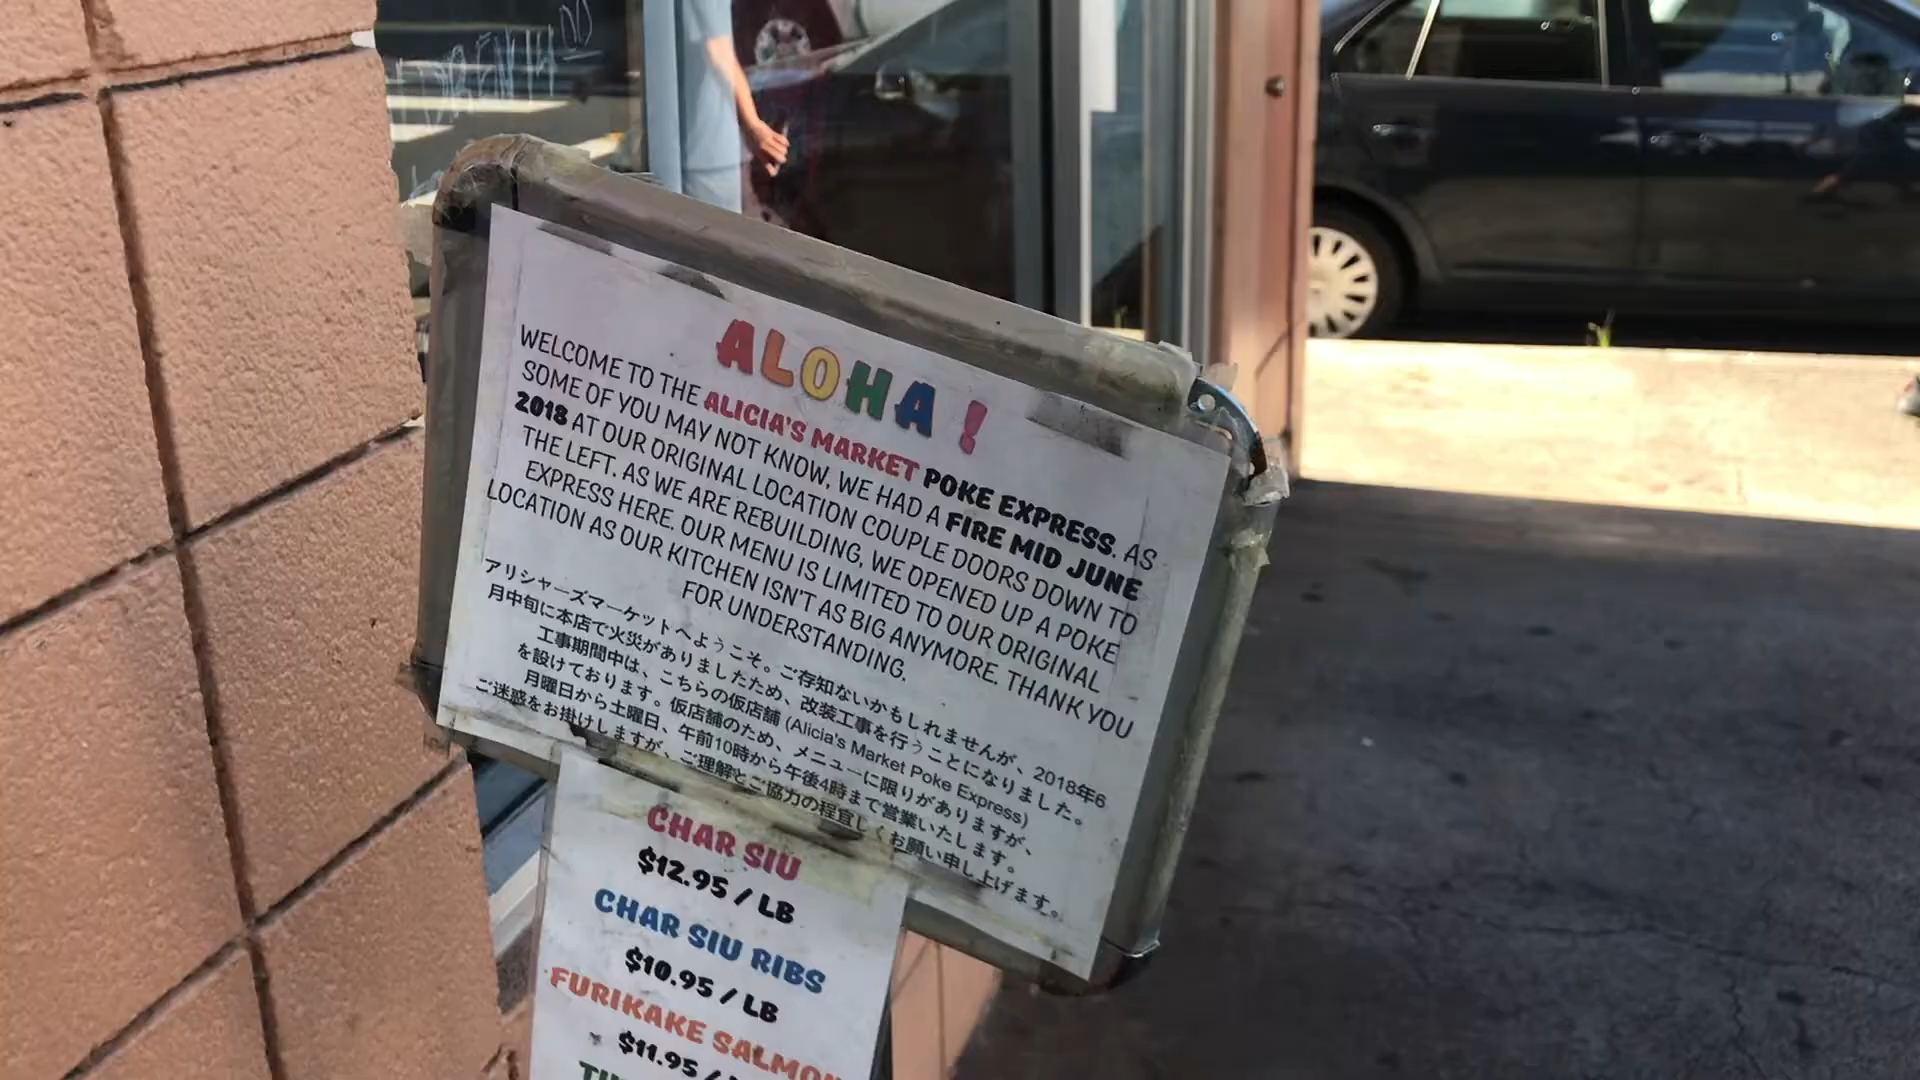 ALOHA!
WELCOME TO THE ALICIA'S MARKET POKE EXPRESS. AS
SOME OF YOU MAY NOT KNOW, WE HAD A FIRE MID JUNE
2018 AT OUR ORIGINAL LOCATION COUPLE DOORS DOWN TO
THE LEFT. AS WE ARE REBUILDING, WE OPENED UP A POKE
EXPRESS HERE. OUR MENU IS LIMITED TO OUR ORIGINAL
LOCATION AS OUR KITCHEN ISN'T AS BIG ANYMORE. THANK YOU
FOR UNDERSTANDING.
アリシャーズマーケットへようこそ。ご存知ないかもしれませんが、2018年6
月中旬に本店で火災がありましたため、改装工事を行うことになりました。
工事期間中は、こちらの仮店舗 (Alicia's Market Poke Express)
を設けております。仮店舗のため、メニューに限りがありますが、
月曜日から土曜日、午前10時から午後4時まで営業いたします。
ご迷惑をお掛けしますが、ご理解とご協力の程宜しくお願い申し上げます。
CHAR SIU
$12.95 / LB
CHAR SIU RIBS
$10.95 / LB
FURIKAKE SALMON
$11.95 /